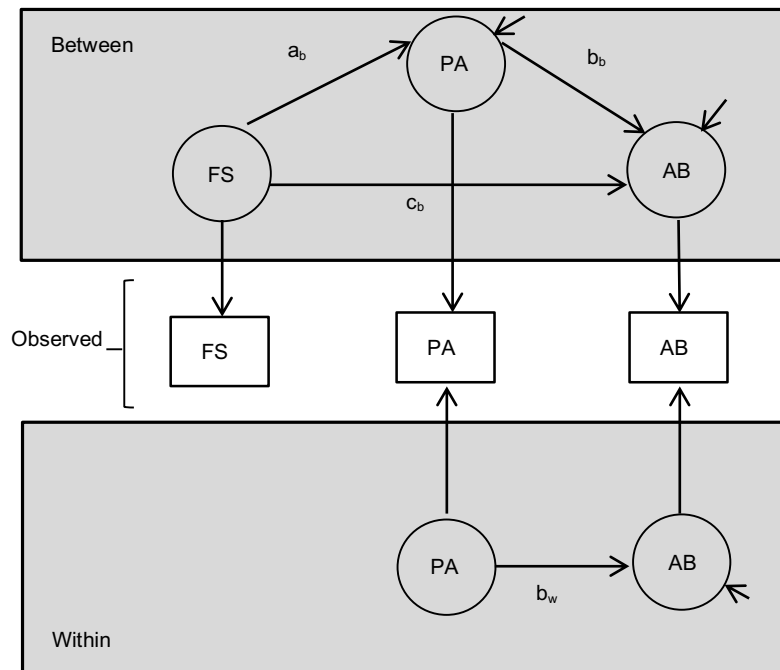 Between
PA
a_b
b_b
FS
AB
c_b
Observed
FS
PA
AB
PA
AB
b_w
Within